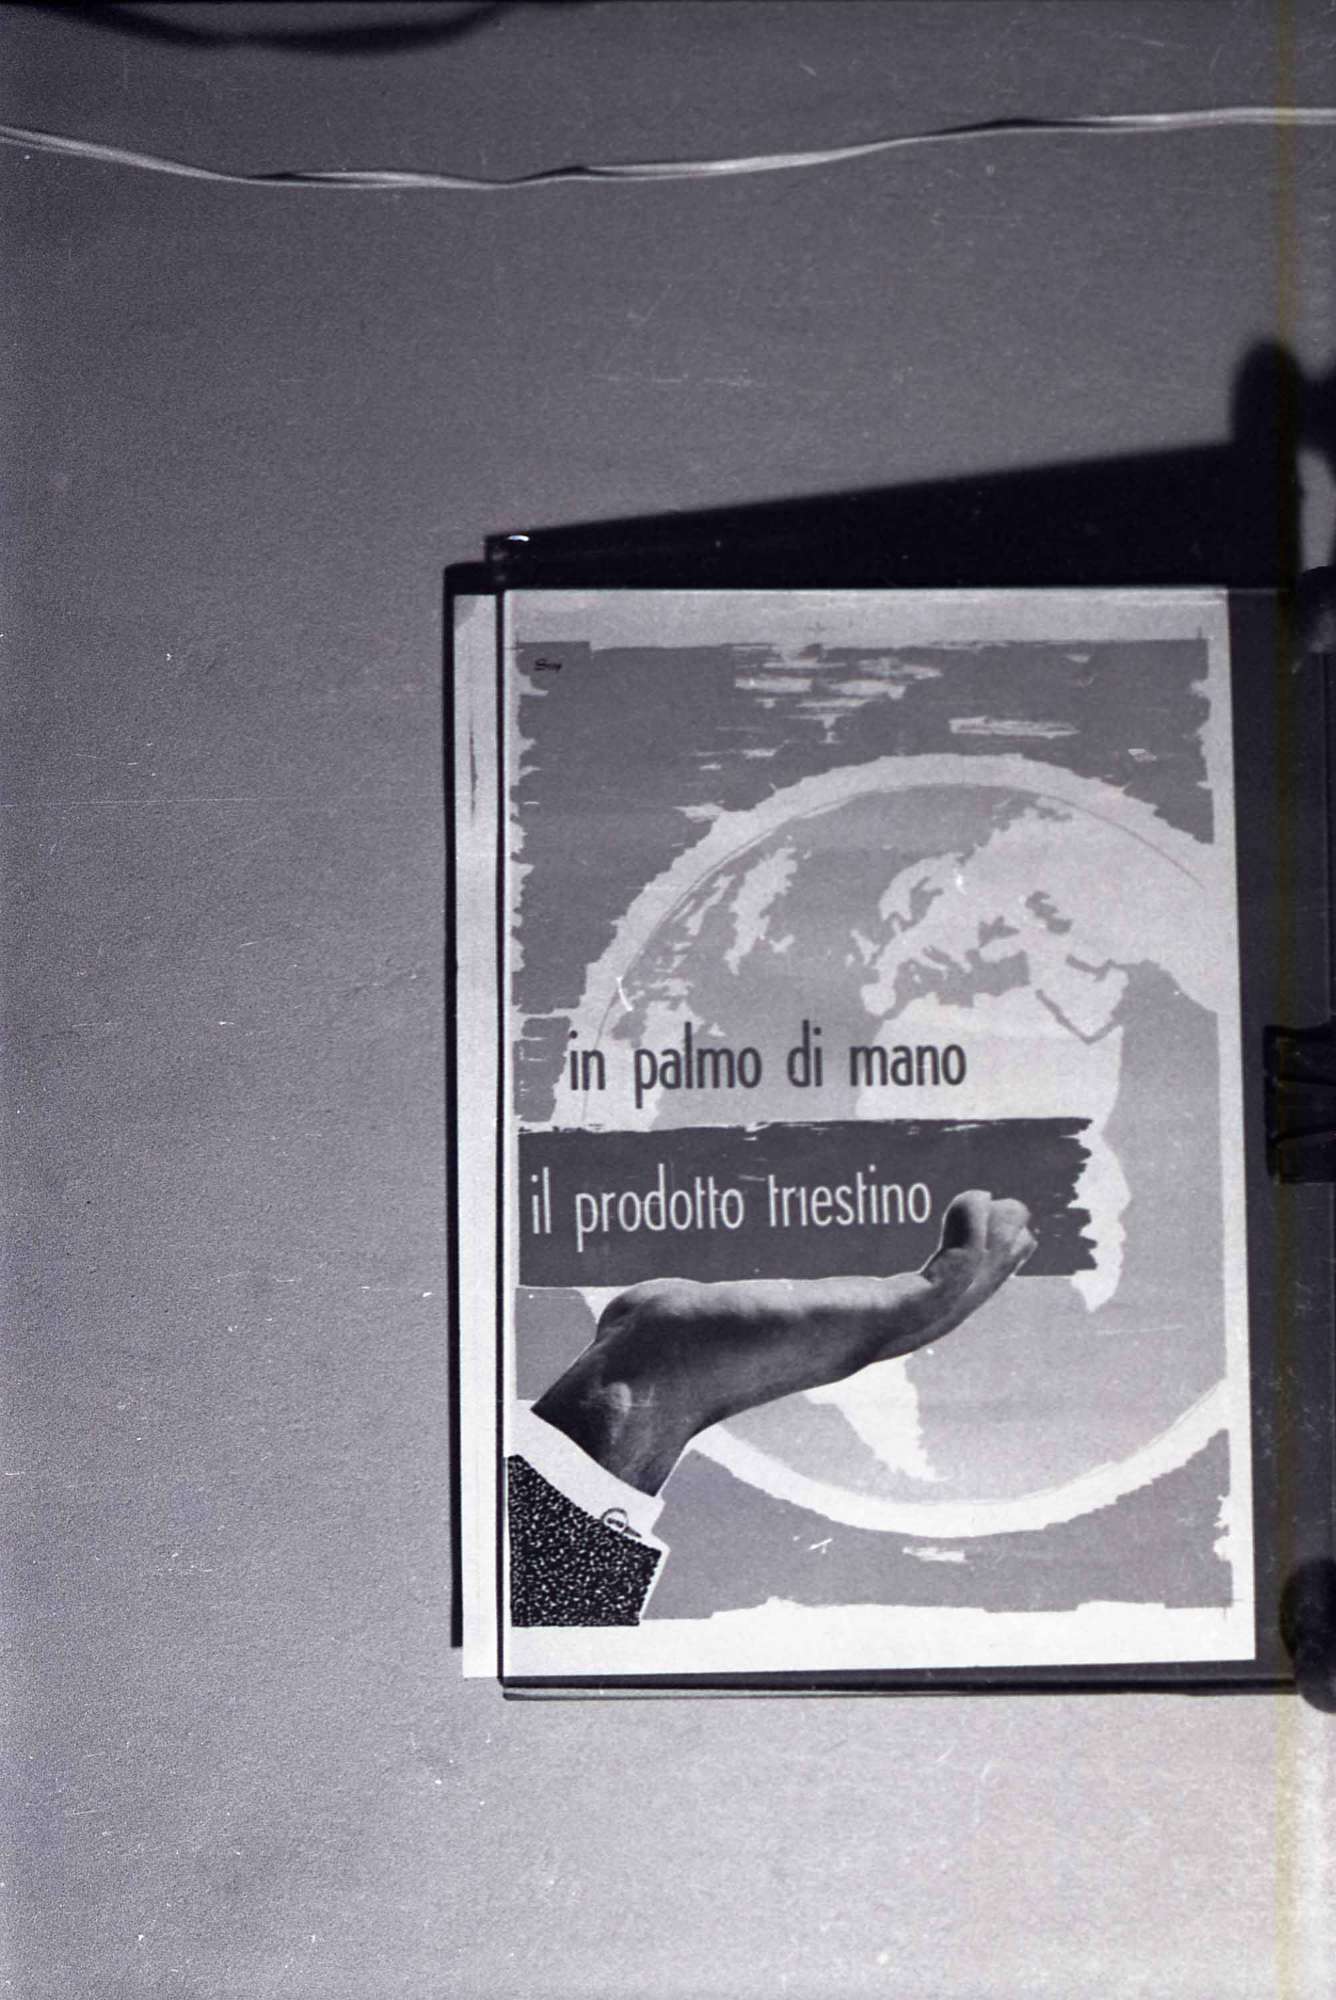 in palmo di mano
il prodotto triestino